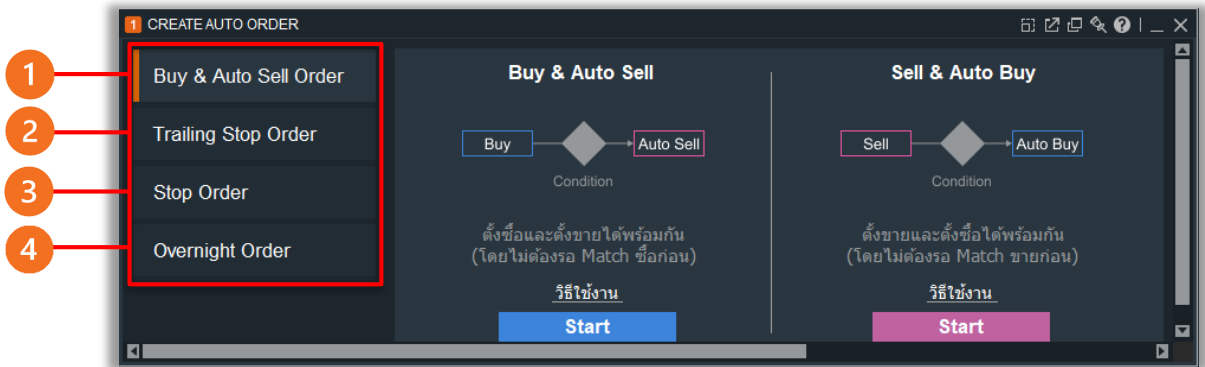 1 CREATE AUTO ORDER
1 Buy & Auto Sell Order
2 Trailing Stop Order
3 Stop Order
4 Overnight Order
Buy & Auto Sell
Buy
Auto Sell
Condition
ตั้งซื้อและตั้งขายได้พร้อมกัน
(โดยไม่ต้องรอ Match ซื้อก่อน)
วิธีใช้งาน
Start
Sell & Auto Buy
Sell
Auto Buy
Condition
ตั้งขายและตั้งซื้อได้พร้อมกัน
(โดยไม่ต้องรอ Match ขายก่อน)
วิธีใช้งาน
Start